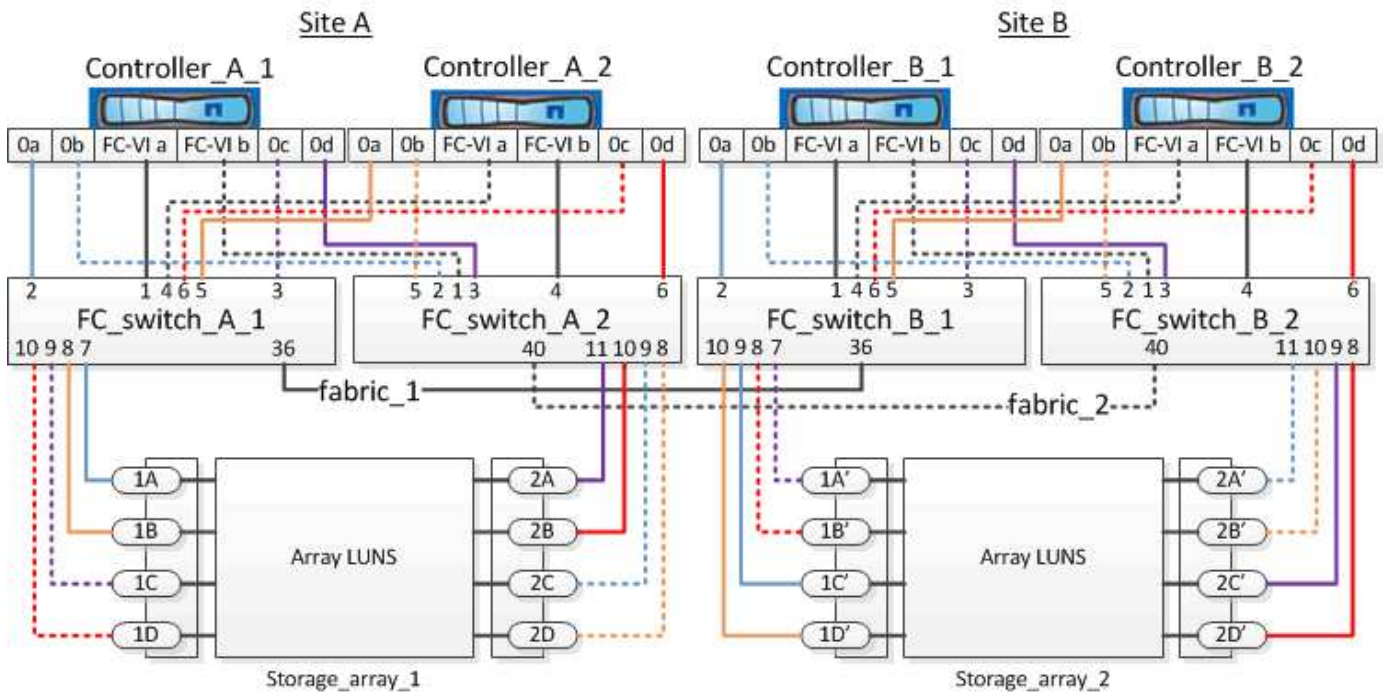 Site A Site B
Controller_A_1 Controller_A_2 Controller_B_1 Controller_B_2
0a 0b FC-VI a FC-VI b 0c 0d 0a 0b FC-VI a FC-VI b 0c 0d 0a 0b FC-VI a FC-VI b 0c 0d 0a 0b FC-VI a FC-VI b 0c 0d
2 1 4 6 5 3 5 2 1 3 4 6 2 1 4 6 5 3 5 2 1 3 4 6
FC_switch_A_1 FC_switch_A_2 FC_switch_B_1 FC_switch_B_2
10 9 8 7 36 40 11 10 9 8 10 9 8 7 36 40 11 10 9 8
fabric_1 fabric_2
1A 2A 1A’ 2A’
1B 2B 1B’ 2B’
Array LUNS Array LUNS
1C 2C 1C’ 2C’
1D 2D 1D’ 2D’
Storage_array_1 Storage_array_2